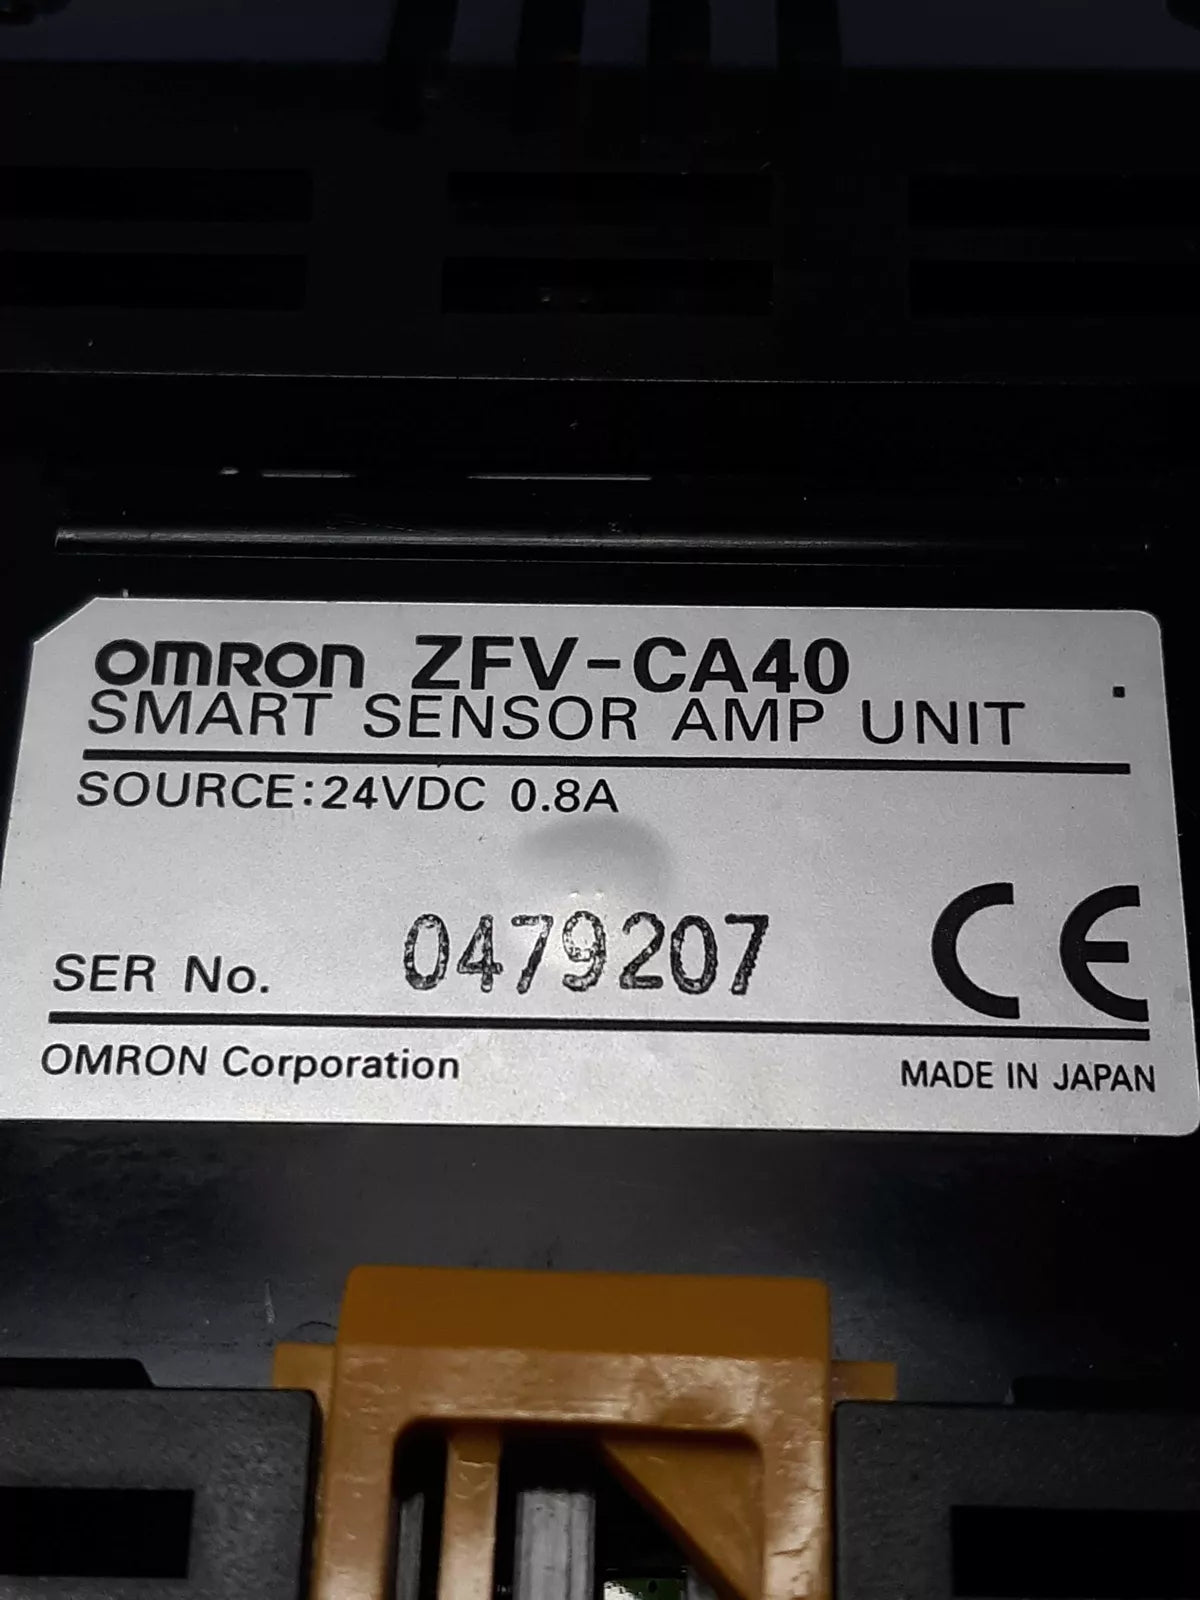 OMRON ZFV-CA40
SMART SENSOR AMP UNIT
SOURCE:24VDC 0.8A
SER No. 0479207
CE
OMRON Corporation
MADE IN JAPAN